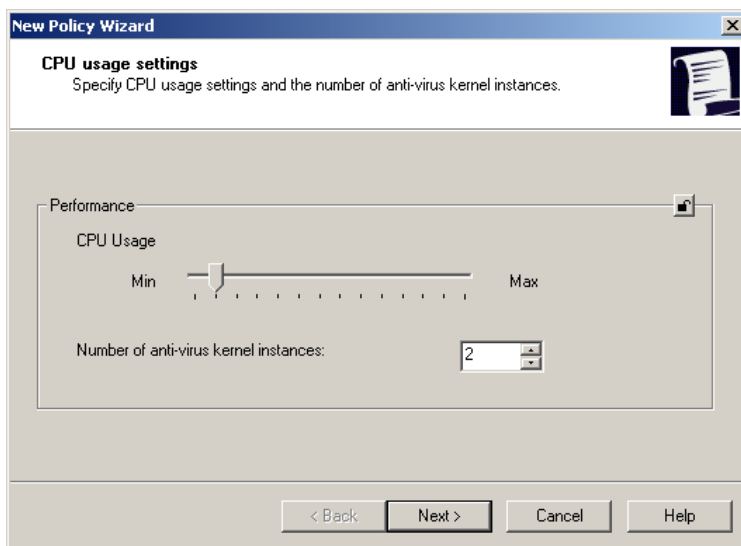 New Policy Wizard
CPU usage settings
Specify CPU usage settings and the number of anti-virus kernel instances.
Performance
CPU Usage
Min Max
Number of anti-virus kernel instances: 2
< Back Next > Cancel Help